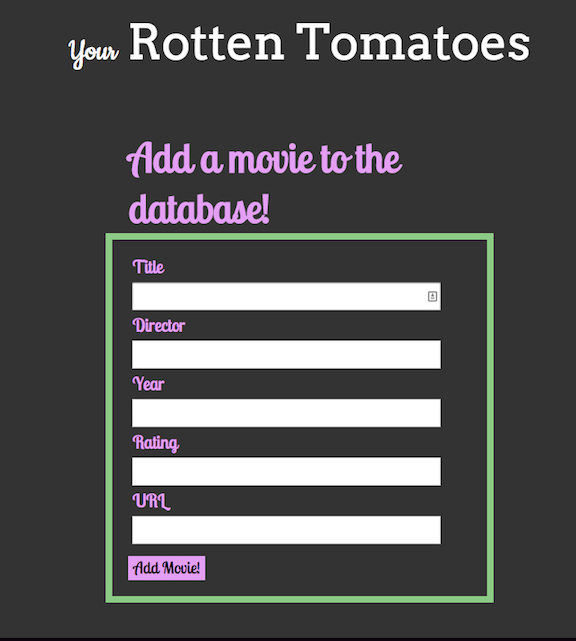 Your Rotten Tomatoes
Add a movie to the
database!
Title
Director
Year
Rating
URL
Add Movie!